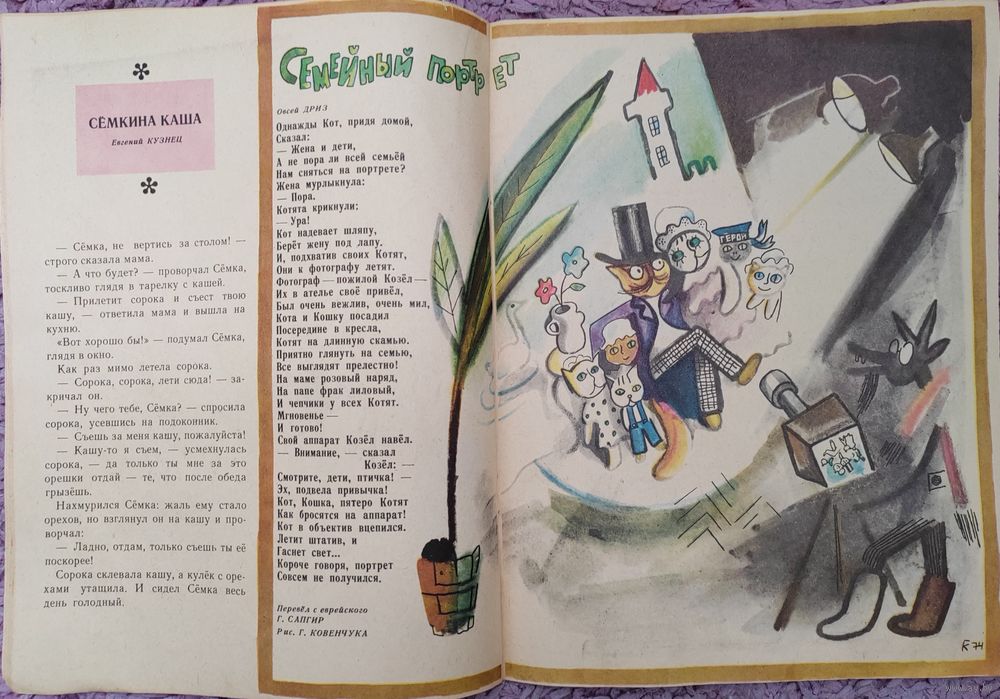 СЁМКИНА КАША
Евгений КУЗНЕЦ
— Сёмка, не вертись за столом! —
строго сказала мама.
— А что будет? — проворчал Сёмка,
тоскливо глядя в тарелку с кашей.
— Прилетит сорока и съест твою
кашу, — ответила мама и вышла на
кухню.
«Вот хорошо бы!» — подумал Сёмка,
глядя в окно.
Как раз мимо летела сорока.
— Сорока, сорока, лети сюда! — за-
кричал он.
— Ну чего тебе, Сёмка? — спросила
сорока, усевшись на подоконник.
— Съешь за меня кашу, пожалуйста!
— Кашу-то я съем, — усмехнулась
сорока, — да только ты мне за это
орешки отдай — те, что после обеда
грызёшь.
Нахмурился Сёмка: жаль ему стало
орехов, но взглянул он на кашу и про-
ворчал:
— Ладно, отдам, только съешь ты её
поскорее!
Сорока склевала кашу, а кулёк с оре-
хами утащила. И сидел Сёмка весь
день голодный.
СЕМЕЙНЫЙ ПОРТРЕТ
Овсей ДРИЗ
Однажды Кот, придя домой,
Сказал:
— Жена и дети,
А не пора ли всей семьёй
Нам сняться на портрете?
Жена мурлыкнула:
— Пора.
Котята крикнули:
— Ура!
Кот надевает шляпу,
Берёт жену под лапу.
И, подхватив своих Котят,
Они к фотографу летят.
Фотограф — пожилой Козёл —
Их в ателье своё привёл,
Был очень вежлив, очень мил,
Кота и Кошку посадил
Посередине в кресла,
Котят на длинную скамью.
Приятно глянуть на семью,
Все выглядят прелестно!
На маме розовый наряд,
На папе фрак лиловый,
И чепчики у всех Котят.
Мгновенье —
И готово!
Свой аппарат Козёл навёл.
— Внимание, — сказал
Козёл: —
Смотрите, дети, птичка! —
Эх, подвела привычка!
Кот, Кошка, пятеро Котят
Как бросятся на аппарат!
Кот в объектив вцепился.
Летит штатив, и
Гаснет свет...
Короче говоря, портрет
Совсем не получился.
Перевёл с еврейского
Г. САПГИР
Рис. Г. КОВЕНЧУКА
ГЕРОЙ
К 74